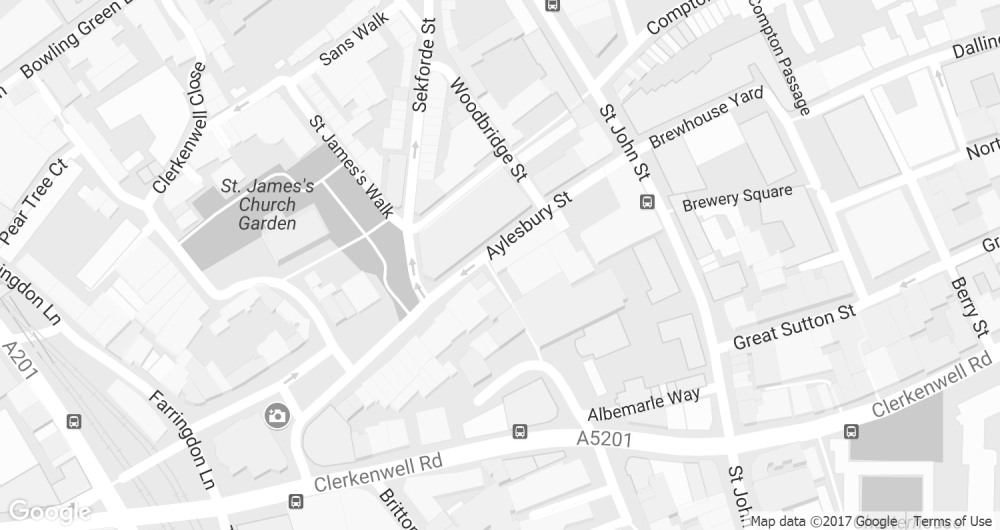 Bowling Green
Sans Walk
Sekforde St
Compton
Compton Passage
Dallin
Clerkenwell Close
St James's Walk
Woodbridge St
St John St
Brewhouse Yard
North
Pear Tree Ct
St. James's
Church
Garden
Brewery Square
Aylesbury St
Farringdon Ln
A201
Great Sutton St
Berry St
Farringdon Ln
Albemarle Way
Clerkenwell Rd
A5201
Clerkenwell Rd
Britton
St John
Google
Map data ©2017 Google
Terms of Use